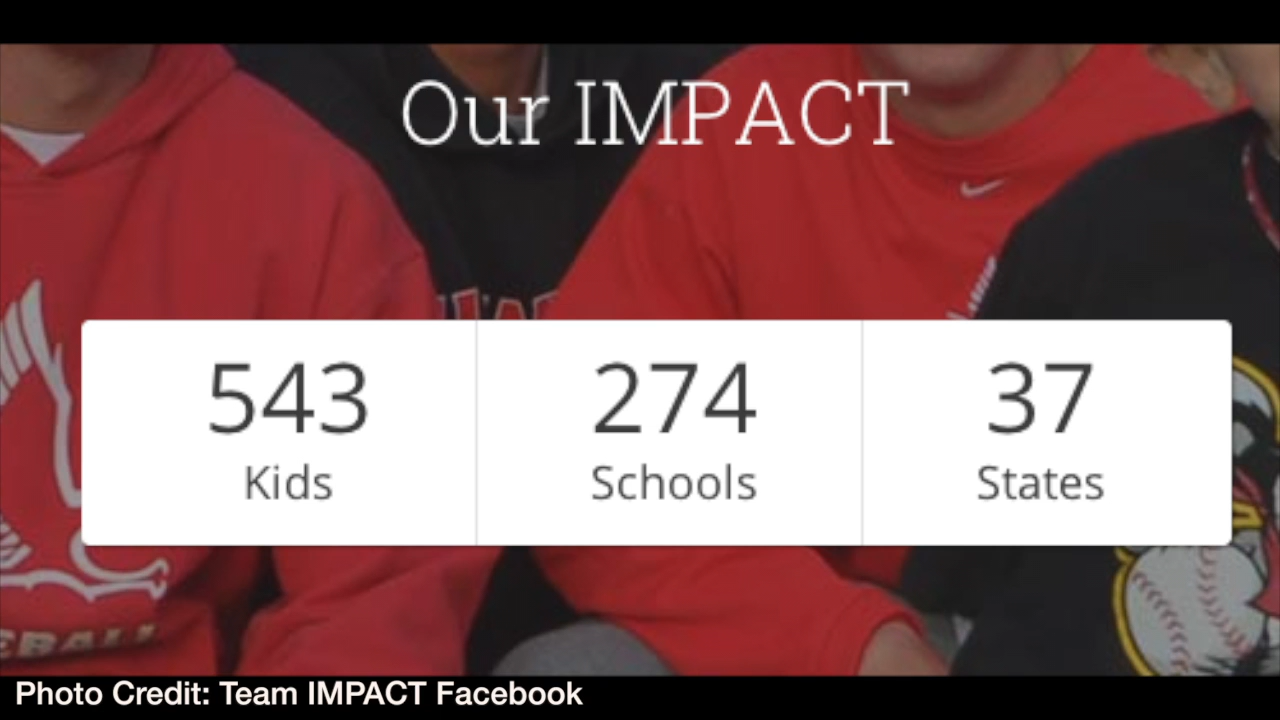 Our IMPACT
543
Kids
274
Schools
37
States
Photo Credit: Team IMPACT Facebook